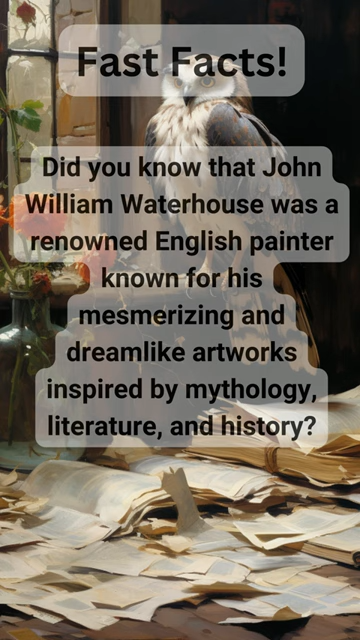 Fast Facts!
Did you know that John
William Waterhouse was a
renowned English painter
known for his
mesmerizing and
dreamlike artworks
inspired by mythology,
literature, and history?